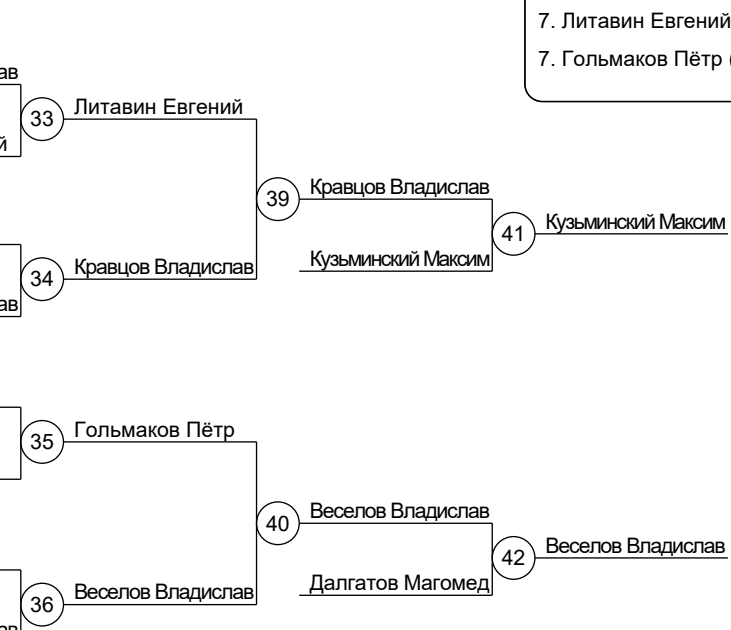 7. Литавин Евгений
7. Гольмаков Пётр (
33 Литавин Евгений
39 Кравцов Владислав
41 Кузьминский Максим
Кузьминский Максим
34 Кравцов Владислав
35 Гольмаков Пётр
40 Веселов Владислав
42 Веселов Владислав
Далгатов Магомед
36 Веселов Владислав